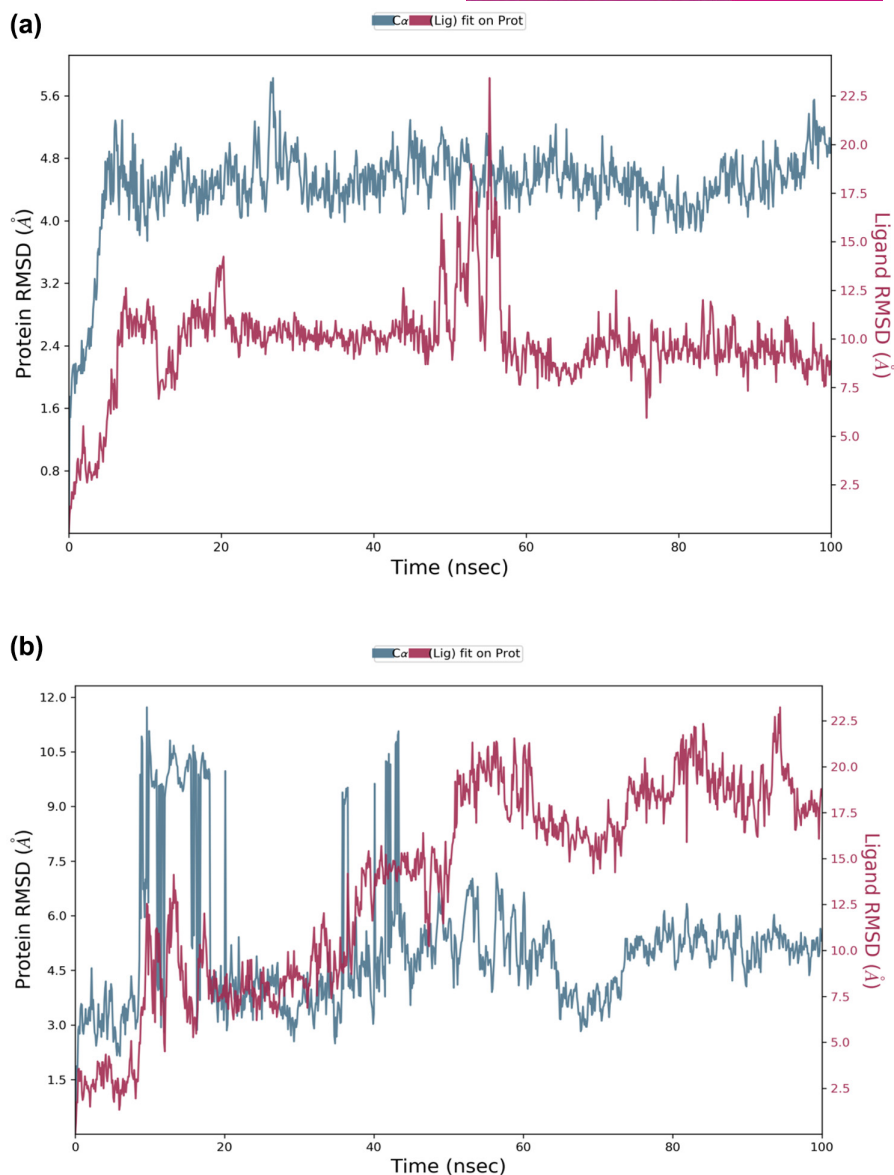 (a)
Cα (Lig) fit on Prot
5.6
4.8
4.0
3.2
2.4
1.6
0.8
Protein RMSD (Å)
22.5
20.0
17.5
15.0
12.5
10.0
7.5
5.0
2.5
Ligand RMSD (Å)
0 20 40 60 80 100
Time (nsec)
(b)
Cα (Lig) fit on Prot
12.0
10.5
9.0
7.5
6.0
4.5
3.0
1.5
Protein RMSD (Å)
22.5
20.0
17.5
15.0
12.5
10.0
7.5
5.0
2.5
Ligand RMSD (Å)
0 20 40 60 80 100
Time (nsec)